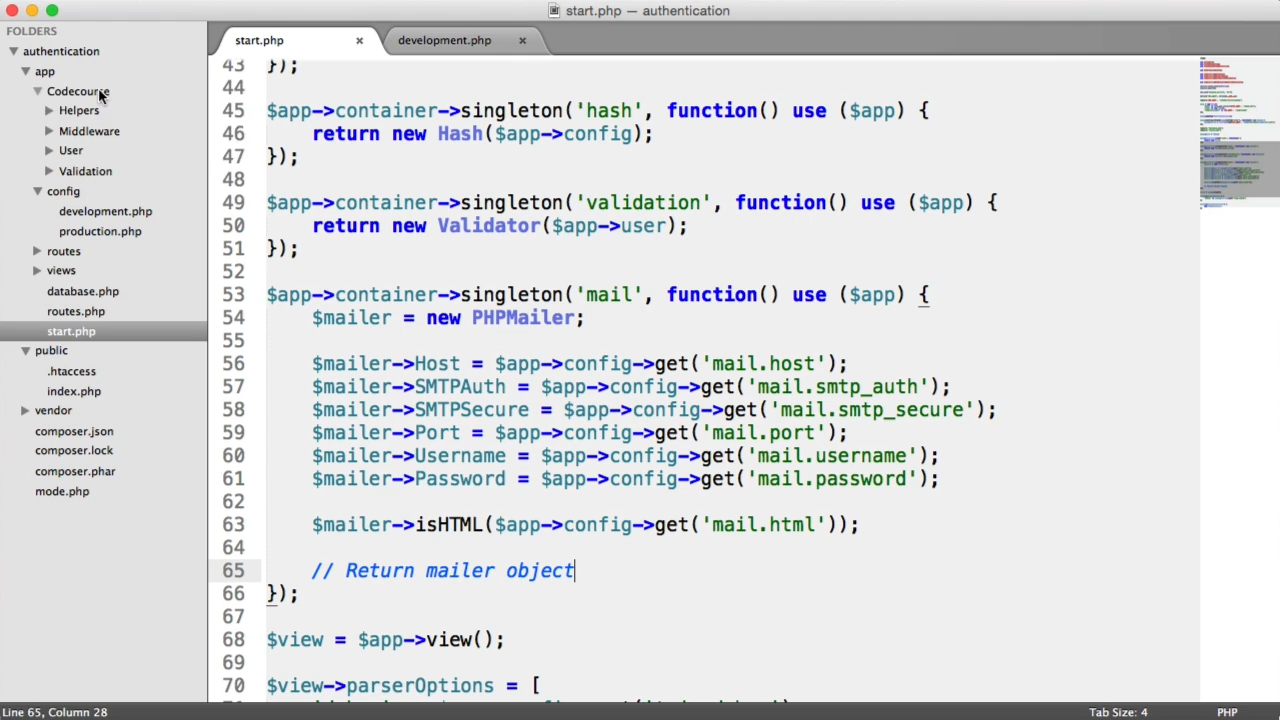 start.php — authentication
FOLDERS
authentication
app
Codecourse
Helpers
Middleware
User
Validation
config
development.php
production.php
routes
views
database.php
routes.php
start.php
public
.htaccess
index.php
vendor
composer.json
composer.lock
composer.phar
mode.php
start.php × development.php ×
43 });
44
45 $app->container->singleton('hash', function() use ($app) {
46     return new Hash($app->config);
47 });
48
49 $app->container->singleton('validation', function() use ($app) {
50     return new Validator($app->user);
51 });
52
53 $app->container->singleton('mail', function() use ($app) {
54     $mailer = new PHPMailer;
55
56     $mailer->Host = $app->config->get('mail.host');
57     $mailer->SMTPAuth = $app->config->get('mail.smtp_auth');
58     $mailer->SMTPSecure = $app->config->get('mail.smtp_secure');
59     $mailer->Port = $app->config->get('mail.port');
60     $mailer->Username = $app->config->get('mail.username');
61     $mailer->Password = $app->config->get('mail.password');
62
63     $mailer->isHTML($app->config->get('mail.html'));
64
65     // Return mailer object
66 });
67
68 $view = $app->view();
69
70 $view->parserOptions = [
Line 65, Column 28
Tab Size: 4
PHP